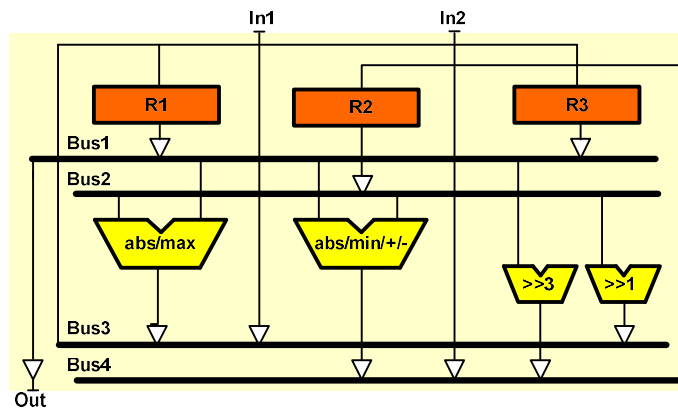 In1 In2
R1 R2 R3
Bus1
Bus2
abs/max abs/min/+/-
>>3 >>1
Bus3
Bus4
Out